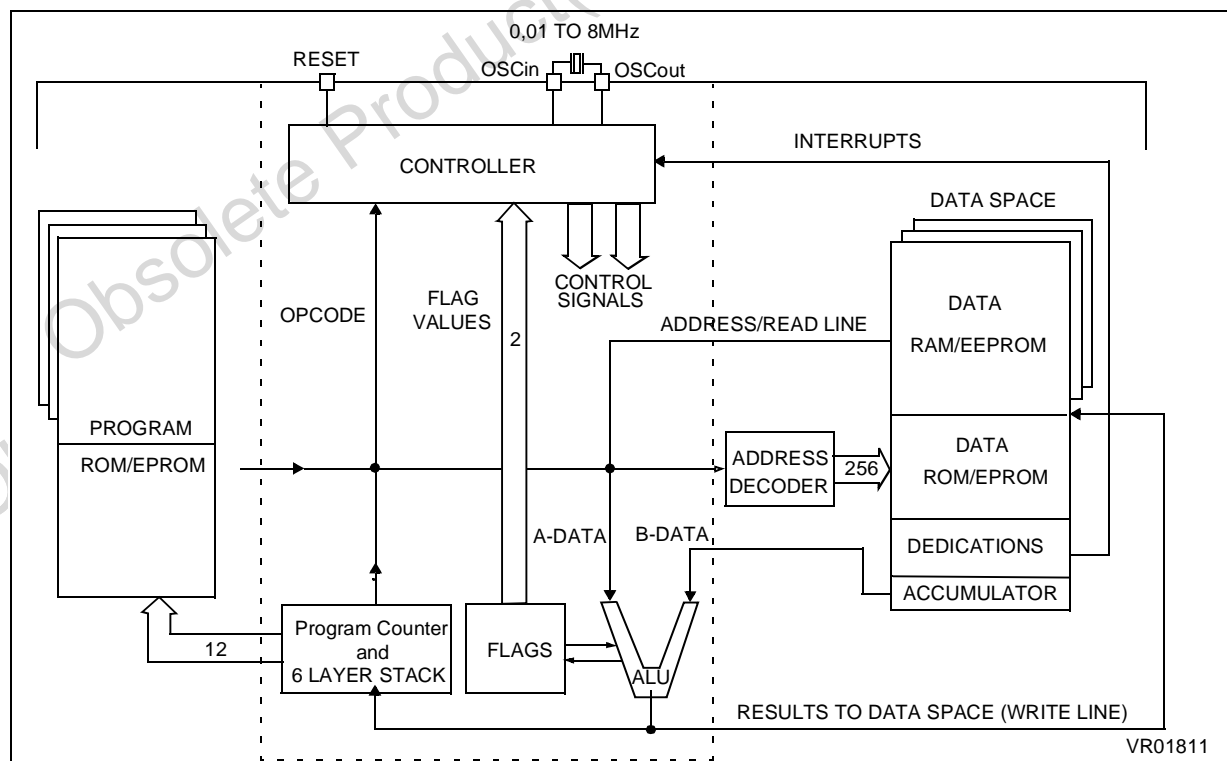 Obsolete Product(
0,01 TO 8MHz
RESET
OSCin
OSCout
CONTROLLER
INTERRUPTS
DATA SPACE
CONTROL
SIGNALS
OPCODE
FLAG
VALUES
2
ADDRESS/READ LINE
DATA
RAM/EEPROM
PROGRAM
ROM/EPROM
ADDRESS
DECODER
256
DATA
ROM/EPROM
A-DATA
B-DATA
DEDICATIONS
ACCUMULATOR
12
Program Counter
and
6 LAYER STACK
FLAGS
ALU
RESULTS TO DATA SPACE (WRITE LINE)
VR01811